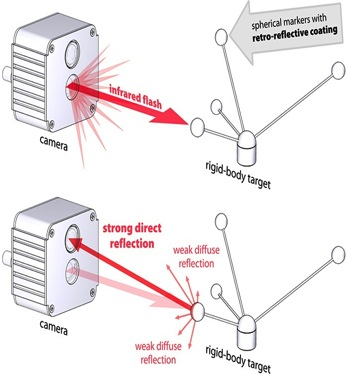 spherical markers with
retro-reflective coating
infrared flash
camera
rigid-body target
strong direct
reflection
weak diffuse
reflection
weak diffuse
reflection
camera
rigid-body target